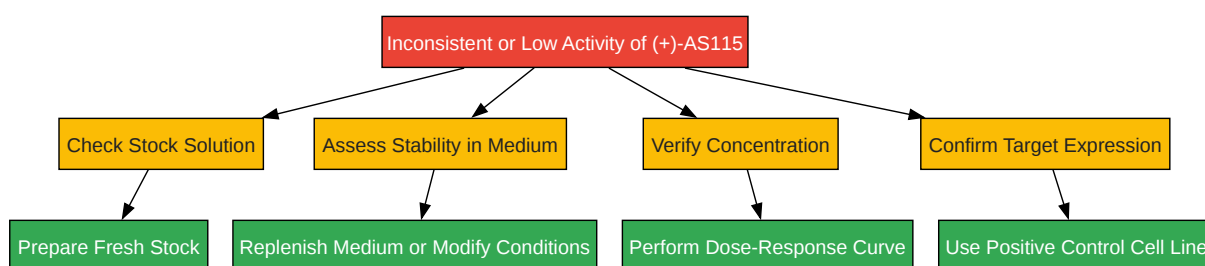 Inconsistent or Low Activity of (+)-AS115
Check Stock Solution
Assess Stability in Medium
Verify Concentration
Confirm Target Expression
Prepare Fresh Stock
Replenish Medium or Modify Conditions
Perform Dose-Response Curve
Use Positive Control Cell Line